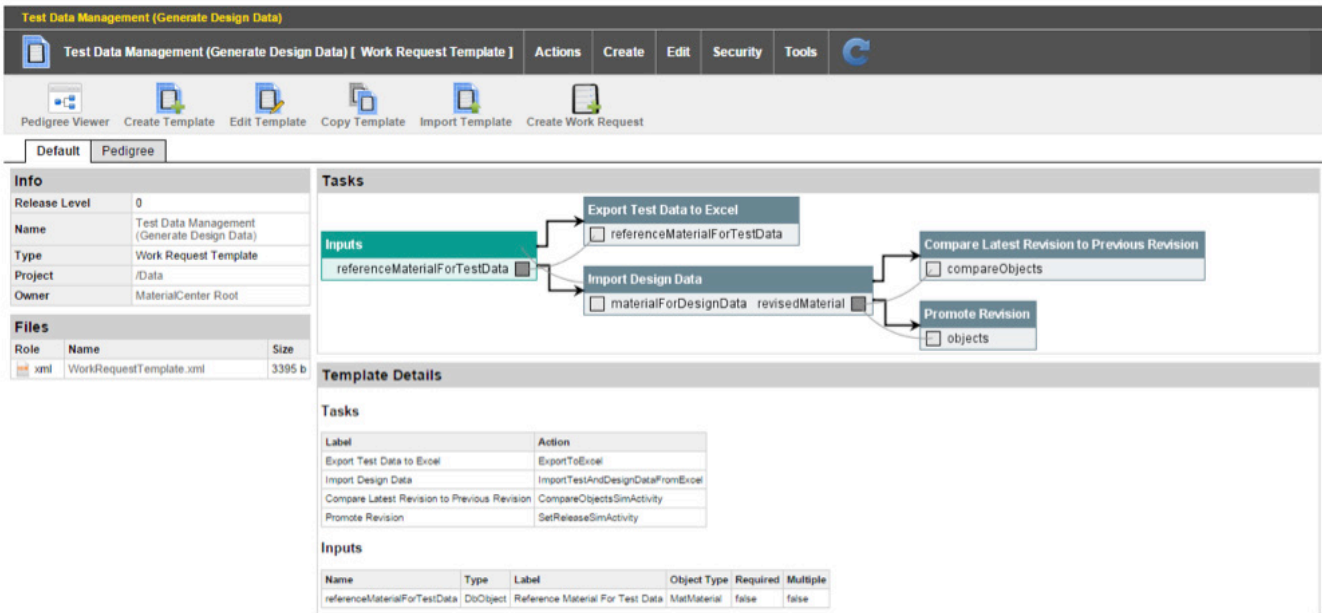 Test Data Management (Generate Design Data)
Test Data Management (Generate Design Data) [ Work Request Template ] Actions Create Edit Security Tools
Pedigree Viewer Create Template Edit Template Copy Template Import Template Create Work Request
Default Pedigree
Info
Release Level 0
Name Test Data Management
(Generate Design Data)
Type Work Request Template
Project /Data
Owner MaterialCenter Root
Files
Role Name Size
xml WorkRequestTemplate.xml 3395 b
Tasks
Inputs
referenceMaterialForTestData
Export Test Data to Excel
referenceMaterialForTestData
Import Design Data
materialForDesignData revisedMaterial
Compare Latest Revision to Previous Revision
compareObjects
Promote Revision
objects
Template Details
Tasks
Label Action
Export Test Data to Excel ExportToExcel
Import Design Data ImportTestAndDesignDataFromExcel
Compare Latest Revision to Previous Revision CompareObjectsSimActivity
Promote Revision SetReleaseSimActivity
Inputs
Name Type Label Object Type Required Multiple
referenceMaterialForTestData DbObject Reference Material For Test Data MatMaterial false false